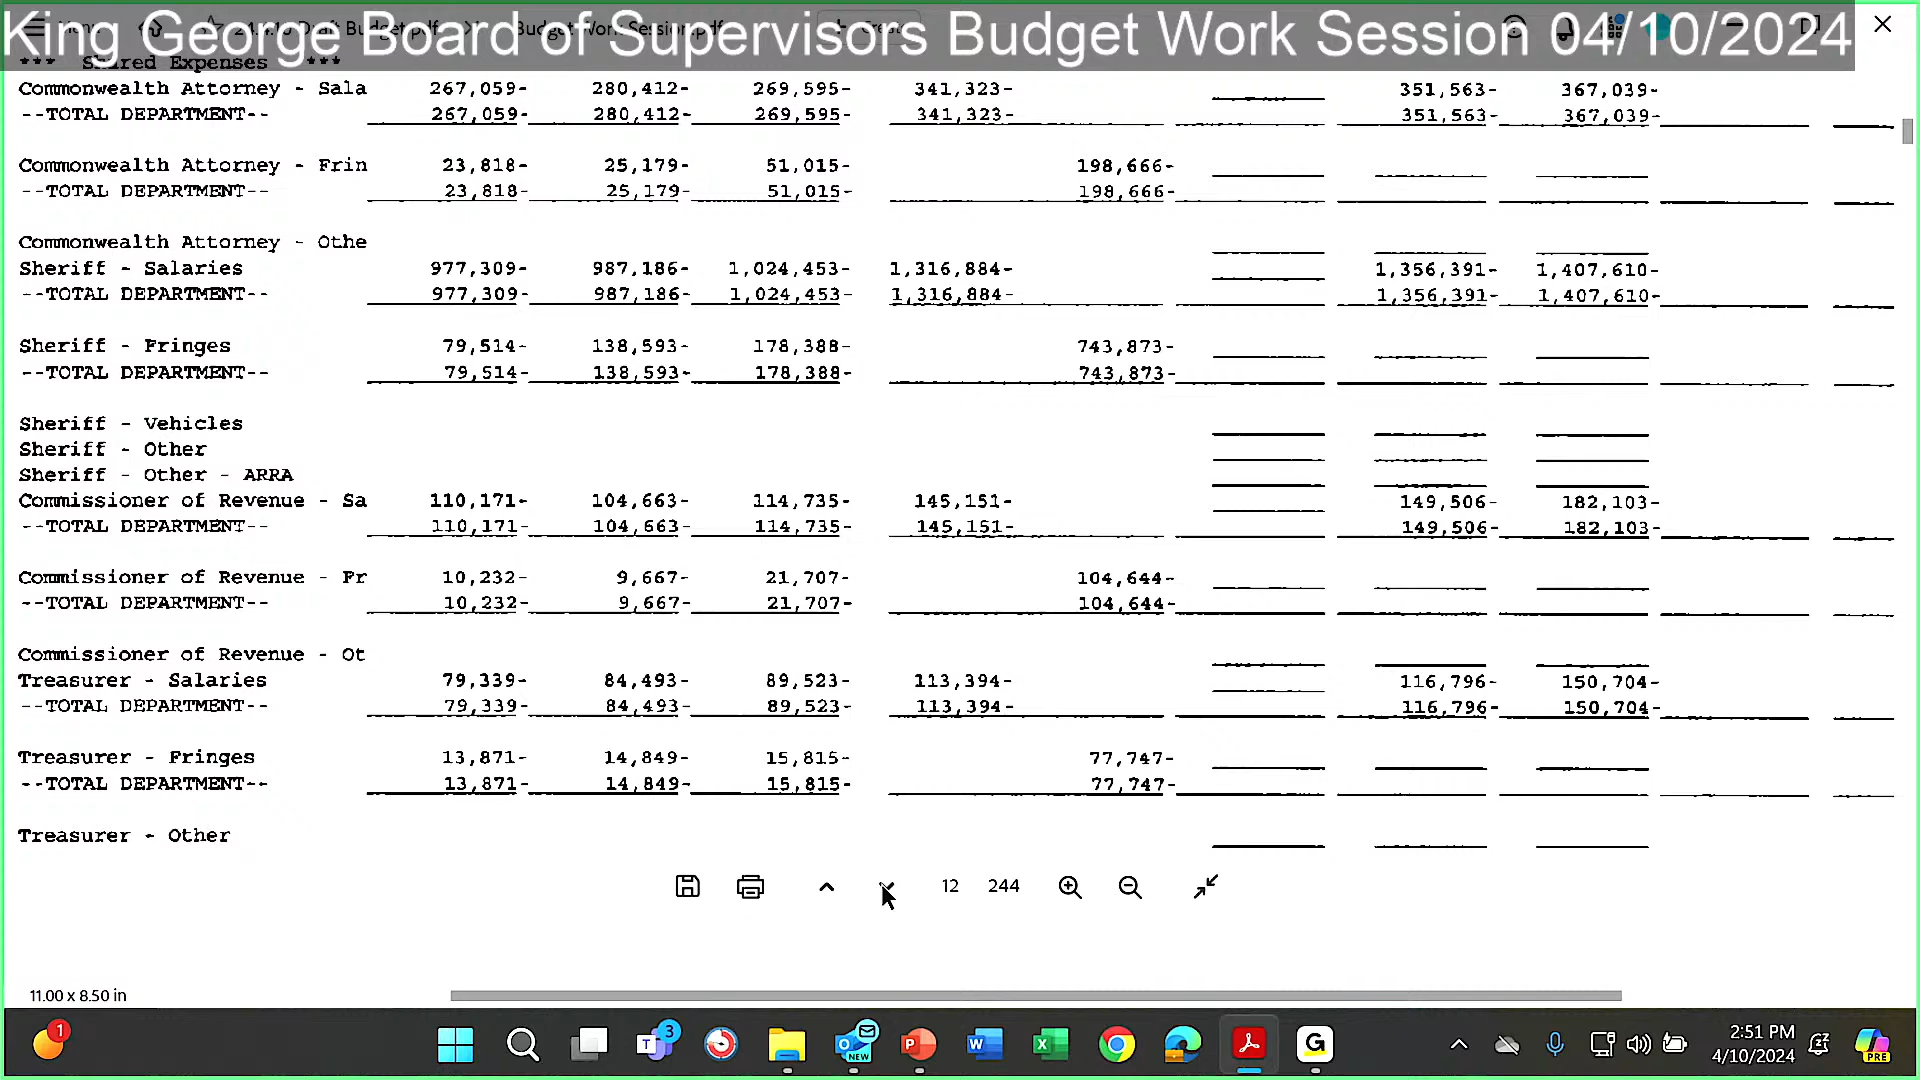 King George Board of Supervisors Budget Work Session 04/10/2024
*** Shared Expenses ***
Commonwealth Attorney - Sala 267,059- 280,412- 269,595- 341,323- 351,563- 367,039-
--TOTAL DEPARTMENT-- 267,059- 280,412- 269,595- 341,323- 351,563- 367,039-
Commonwealth Attorney - Frin 23,818- 25,179- 51,015- 198,666-
--TOTAL DEPARTMENT-- 23,818- 25,179- 51,015- 198,666-
Commonwealth Attorney - Othe
Sheriff - Salaries 977,309- 987,186- 1,024,453- 1,316,884- 1,356,391- 1,407,610-
--TOTAL DEPARTMENT-- 977,309- 987,186- 1,024,453- 1,316,884- 1,356,391- 1,407,610-
Sheriff - Fringes 79,514- 138,593- 178,388- 743,873-
--TOTAL DEPARTMENT-- 79,514- 138,593- 178,388- 743,873-
Sheriff - Vehicles
Sheriff - Other
Sheriff - Other - ARRA
Commissioner of Revenue - Sa 110,171- 104,663- 114,735- 145,151- 149,506- 182,103-
--TOTAL DEPARTMENT-- 110,171- 104,663- 114,735- 145,151- 149,506- 182,103-
Commissioner of Revenue - Fr 10,232- 9,667- 21,707- 104,644-
--TOTAL DEPARTMENT-- 10,232- 9,667- 21,707- 104,644-
Commissioner of Revenue - Ot
Treasurer - Salaries 79,339- 84,493- 89,523- 113,394- 116,796- 150,704-
--TOTAL DEPARTMENT-- 79,339- 84,493- 89,523- 113,394- 116,796- 150,704-
Treasurer - Fringes 13,871- 14,849- 15,815- 77,747-
--TOTAL DEPARTMENT-- 13,871- 14,849- 15,815- 77,747-
Treasurer - Other
12 244
11.00 x 8.50 in
1 3 NEW PRE
2:51 PM
4/10/2024